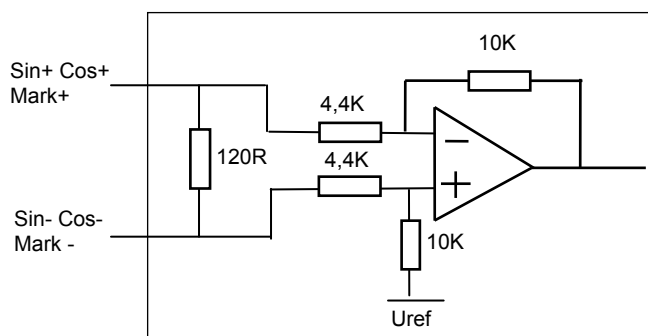 10K
Sin+ Cos+
Mark+
4,4K
120R
4,4K
Sin- Cos-
Mark -
10K
Uref